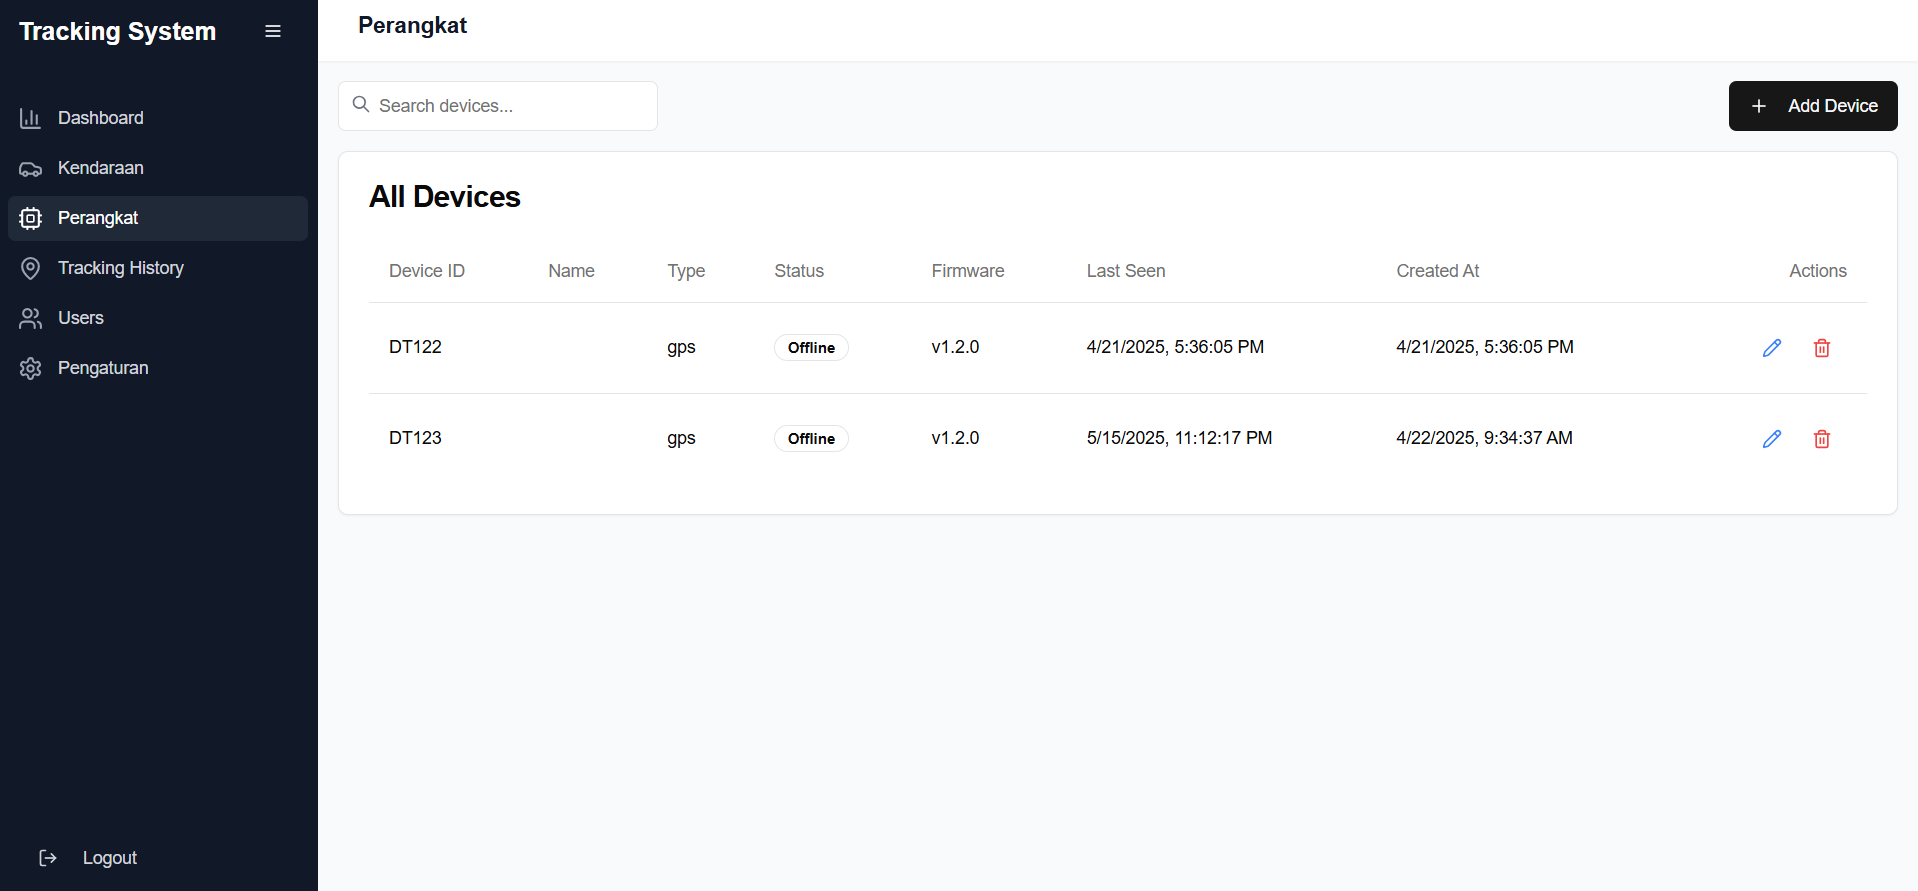 Tracking System
Dashboard
Kendaraan
Perangkat
Tracking History
Users
Pengaturan
Logout
Perangkat
Search devices...
Add Device
All Devices
Device ID Name Type Status Firmware Last Seen Created At Actions
DT122 gps Offline v1.2.0 4/21/2025, 5:36:05 PM 4/21/2025, 5:36:05 PM
DT123 gps Offline v1.2.0 5/15/2025, 11:12:17 PM 4/22/2025, 9:34:37 AM